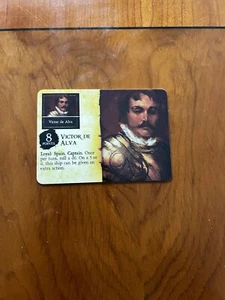 Victor de Alva
8
POINTS
VICTOR DE
ALVA
Loyal: Spain. Captain. Once
per turn, roll a d6. On a 5 or
6, this ship can be given an
extra action.